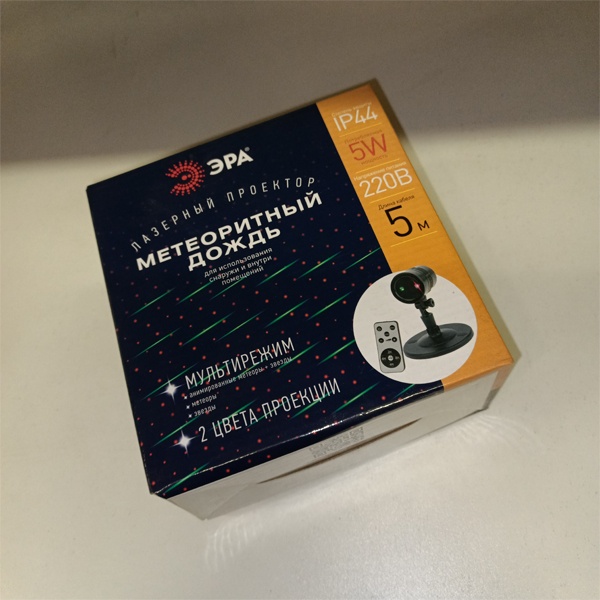 ЭРА
ЛАЗЕРНЫЙ ПРОЕКТОР
МЕТЕОРИТНЫЙ
ДОЖДЬ
для использования
снаружи и внутри
помещений
МУЛЬТИРЕЖИМ
анимированные метеоры + звезды
метеоры
звезды
2 ЦВЕТА ПРОЕКЦИИ
IP44
5W
220В
Длина кабеля
5 м